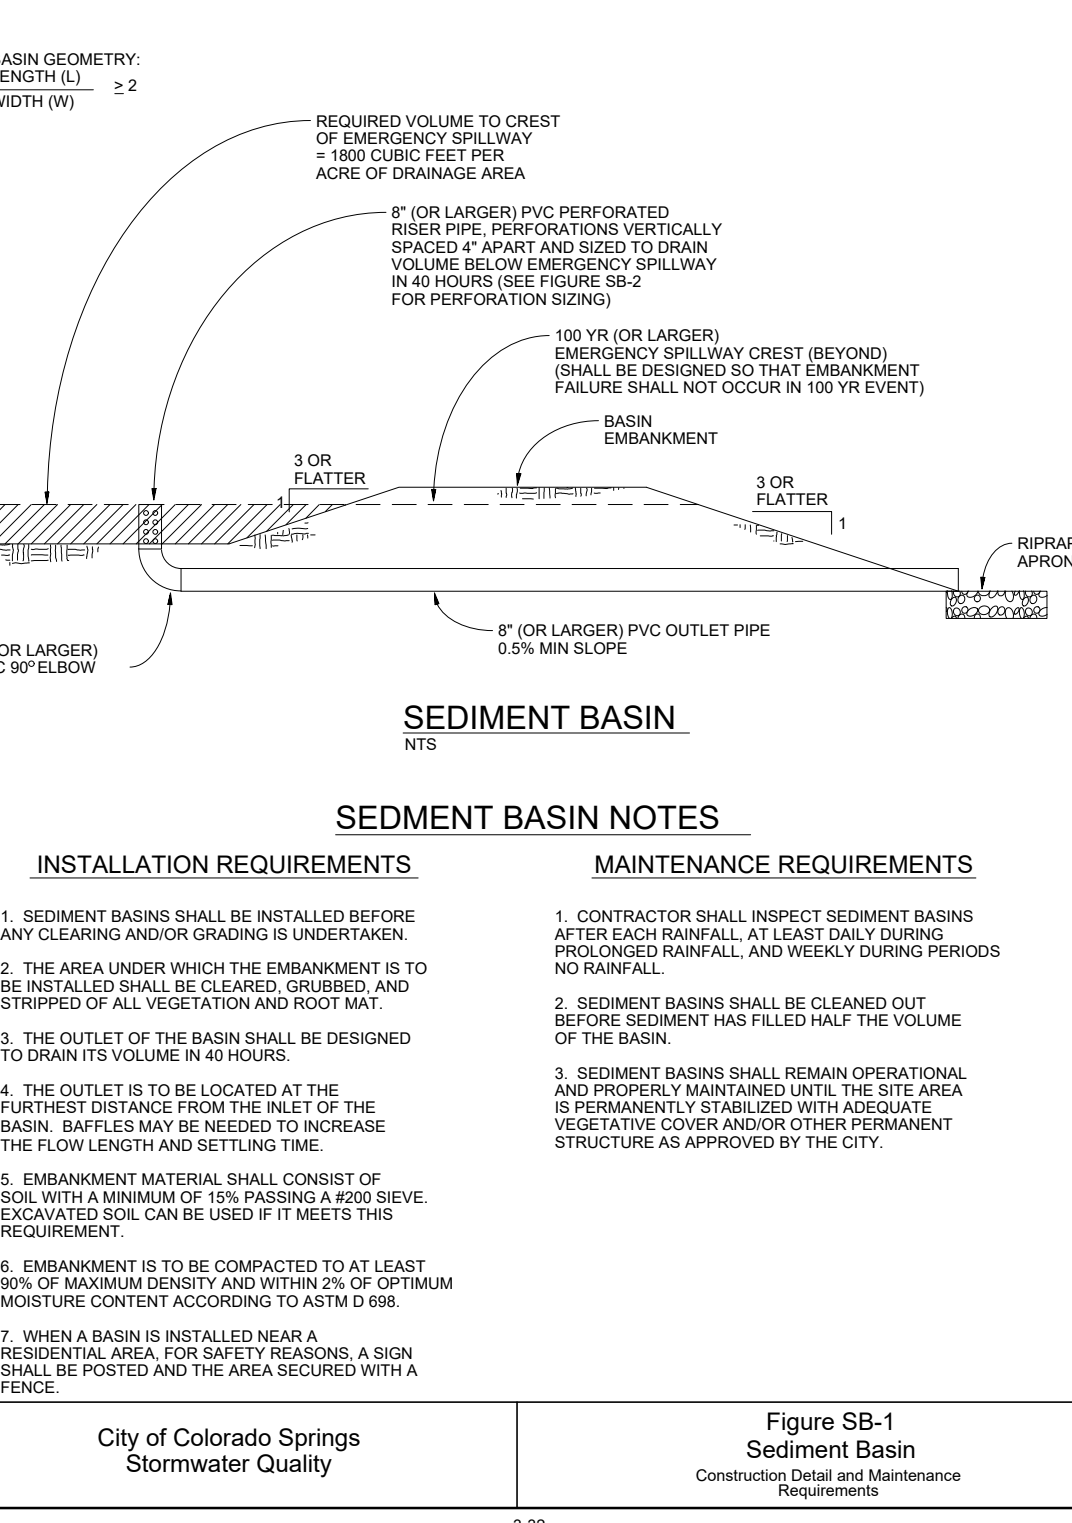 ASIN GEOMETRY:
ENGTH (L)
IDTH (W)
≥ 2
REQUIRED VOLUME TO CREST
OF EMERGENCY SPILLWAY
= 1800 CUBIC FEET PER
ACRE OF DRAINAGE AREA
8" (OR LARGER) PVC PERFORATED
RISER PIPE, PERFORATIONS VERTICALLY
SPACED 4" APART AND SIZED TO DRAIN
VOLUME BELOW EMERGENCY SPILLWAY
IN 40 HOURS (SEE FIGURE SB-2
FOR PERFORATION SIZING)
100 YR (OR LARGER)
EMERGENCY SPILLWAY CREST (BEYOND)
(SHALL BE DESIGNED SO THAT EMBANKMENT
FAILURE SHALL NOT OCCUR IN 100 YR EVENT)
BASIN
EMBANKMENT
3 OR
FLATTER
1
3 OR
FLATTER
1
RIPRAP
APRON
8" (OR LARGER) PVC OUTLET PIPE
0.5% MIN SLOPE
OR LARGER)
C 90° ELBOW
SEDIMENT BASIN
NTS
SEDMENT BASIN NOTES
INSTALLATION REQUIREMENTS
1. SEDIMENT BASINS SHALL BE INSTALLED BEFORE
ANY CLEARING AND/OR GRADING IS UNDERTAKEN.
2. THE AREA UNDER WHICH THE EMBANKMENT IS TO
BE INSTALLED SHALL BE CLEARED, GRUBBED, AND
STRIPPED OF ALL VEGETATION AND ROOT MAT.
3. THE OUTLET OF THE BASIN SHALL BE DESIGNED
TO DRAIN ITS VOLUME IN 40 HOURS.
4. THE OUTLET IS TO BE LOCATED AT THE
FURTHEST DISTANCE FROM THE INLET OF THE
BASIN. BAFFLES MAY BE NEEDED TO INCREASE
THE FLOW LENGTH AND SETTLING TIME.
5. EMBANKMENT MATERIAL SHALL CONSIST OF
SOIL WITH A MINIMUM OF 15% PASSING A #200 SIEVE.
EXCAVATED SOIL CAN BE USED IF IT MEETS THIS
REQUIREMENT.
6. EMBANKMENT IS TO BE COMPACTED TO AT LEAST
90% OF MAXIMUM DENSITY AND WITHIN 2% OF OPTIMUM
MOISTURE CONTENT ACCORDING TO ASTM D 698.
7. WHEN A BASIN IS INSTALLED NEAR A
RESIDENTIAL AREA, FOR SAFETY REASONS, A SIGN
SHALL BE POSTED AND THE AREA SECURED WITH A
FENCE.
MAINTENANCE REQUIREMENTS
1. CONTRACTOR SHALL INSPECT SEDIMENT BASINS
AFTER EACH RAINFALL, AT LEAST DAILY DURING
PROLONGED RAINFALL, AND WEEKLY DURING PERIODS
NO RAINFALL.
2. SEDIMENT BASINS SHALL BE CLEANED OUT
BEFORE SEDIMENT HAS FILLED HALF THE VOLUME
OF THE BASIN.
3. SEDIMENT BASINS SHALL REMAIN OPERATIONAL
AND PROPERLY MAINTAINED UNTIL THE SITE AREA
IS PERMANENTLY STABILIZED WITH ADEQUATE
VEGETATIVE COVER AND/OR OTHER PERMANENT
STRUCTURE AS APPROVED BY THE CITY.
City of Colorado Springs
Stormwater Quality
Figure SB-1
Sediment Basin
Construction Detail and Maintenance
Requirements